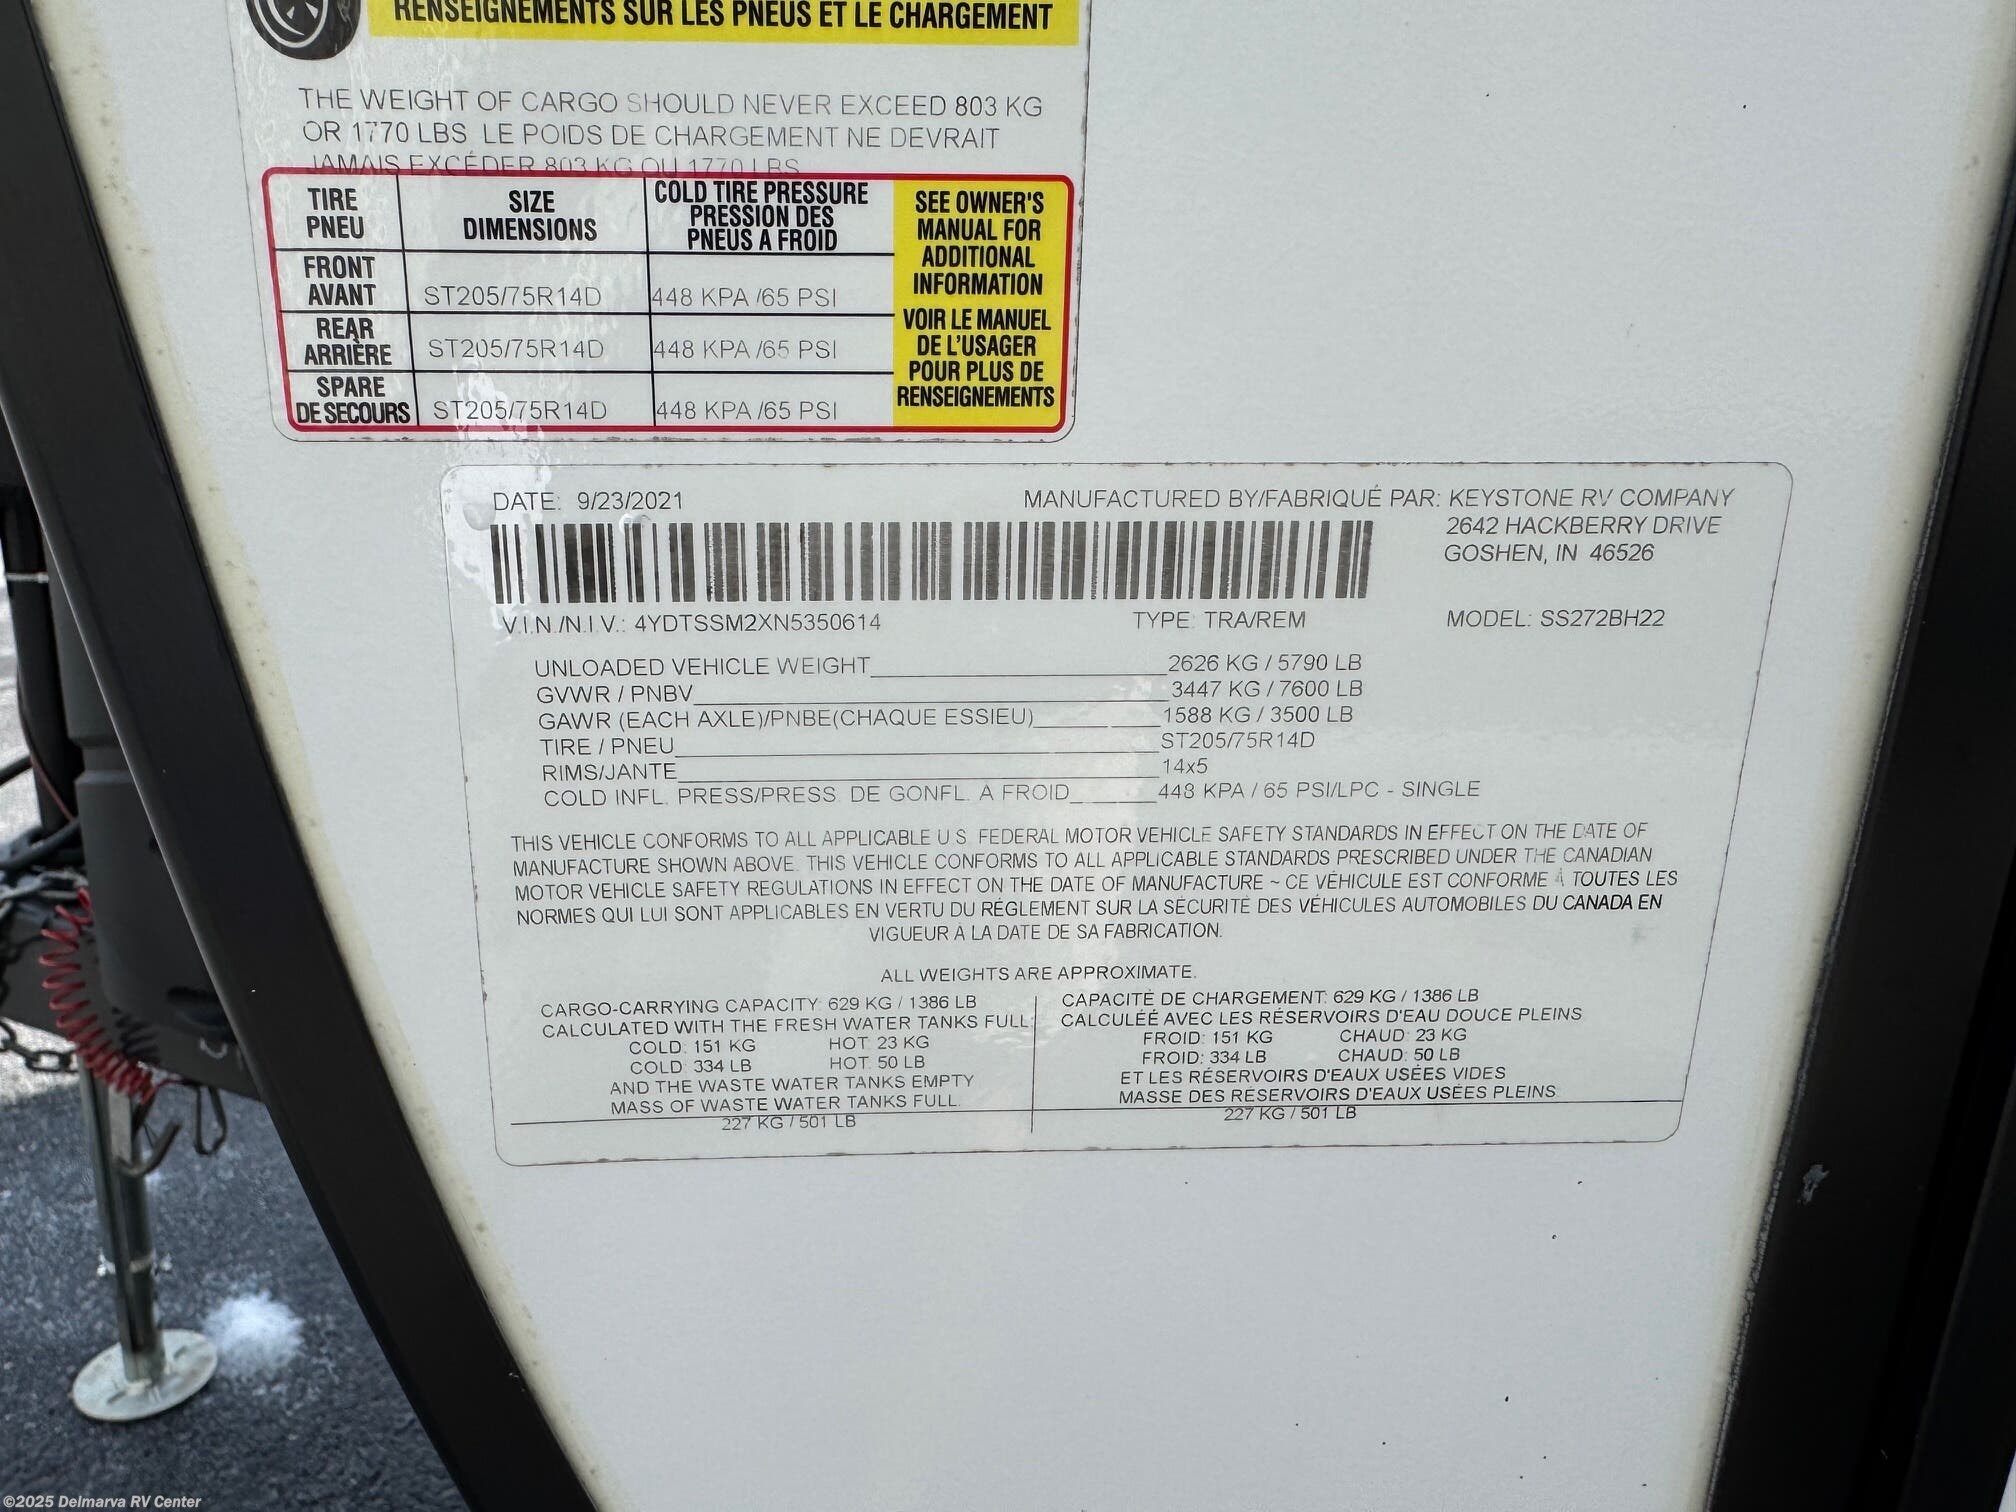 RENSEIGNEMENTS SUR LES PNEUS ET LE CHARGEMENT
THE WEIGHT OF CARGO SHOULD NEVER EXCEED 803 KG
OR 1770 LBS LE POIDS DE CHARGEMENT NE DEVRAIT
JAMAIS EXCÉDER 803 KG OU 1770 LBS
TIRE
PNEU
SIZE
DIMENSIONS
COLD TIRE PRESSURE
PRESSION DES
PNEUS A FROID
FRONT
AVANT
ST205/75R14D
448 KPA /65 PSI
REAR
ARRIÈRE
ST205/75R14D
448 KPA /65 PSI
SPARE
DE SECOURS
ST205/75R14D
448 KPA /65 PSI
SEE OWNER'S
MANUAL FOR
ADDITIONAL
INFORMATION
VOIR LE MANUEL
DE L'USAGER
POUR PLUS DE
RENSEIGNEMENTS
DATE: 9/23/2021
MANUFACTURED BY/FABRIQUÉ PAR: KEYSTONE RV COMPANY
2642 HACKBERRY DRIVE
GOSHEN, IN 46526
V.I.N./N.I.V.: 4YDTSSM2XN5350614 TYPE: TRA/REM MODEL: SS272BH22
UNLOADED VEHICLE WEIGHT 2626 KG / 5790 LB
GVWR / PNBV 3447 KG / 7600 LB
GAWR (EACH AXLE)/PNBE(CHAQUE ESSIEU) 1588 KG / 3500 LB
TIRE / PNEU ST205/75R14D
RIMS/JANTE 14x5
COLD INFL. PRESS/PRESS. DE GONFL. À FROID 448 KPA / 65 PSI/LPC - SINGLE
THIS VEHICLE CONFORMS TO ALL APPLICABLE U.S. FEDERAL MOTOR VEHICLE SAFETY STANDARDS IN EFFECT ON THE DATE OF
MANUFACTURE SHOWN ABOVE. THIS VEHICLE CONFORMS TO ALL APPLICABLE STANDARDS PRESCRIBED UNDER THE CANADIAN
MOTOR VEHICLE SAFETY REGULATIONS IN EFFECT ON THE DATE OF MANUFACTURE ~ CE VÉHICULE EST CONFORME À TOUTES LES
NORMES QUI LUI SONT APPLICABLES EN VERTU DU RÈGLEMENT SUR LA SÉCURITÉ DES VÉHICULES AUTOMOBILES DU CANADA EN
VIGUEUR À LA DATE DE SA FABRICATION.
ALL WEIGHTS ARE APPROXIMATE.
CARGO-CARRYING CAPACITY: 629 KG / 1386 LB
CALCULATED WITH THE FRESH WATER TANKS FULL
COLD: 151 KG HOT: 23 KG
COLD: 334 LB HOT: 50 LB
AND THE WASTE WATER TANKS EMPTY
MASS OF WASTE WATER TANKS FULL.
227 KG / 501 LB
CAPACITÉ DE CHARGEMENT: 629 KG / 1386 LB
CALCULÉÉ AVEC LES RÉSERVOIRS D'EAU DOUCE PLEINS
FROID: 151 KG CHAUD: 23 KG
FROID: 334 LB CHAUD: 50 LB
ET LES RÉSERVOIRS D'EAUX USÉES VIDES
MASSE DES RÉSERVOIRS D'EAUX USÉES PLEINS.
227 KG / 501 LB
©2025 Delmarva RV Center